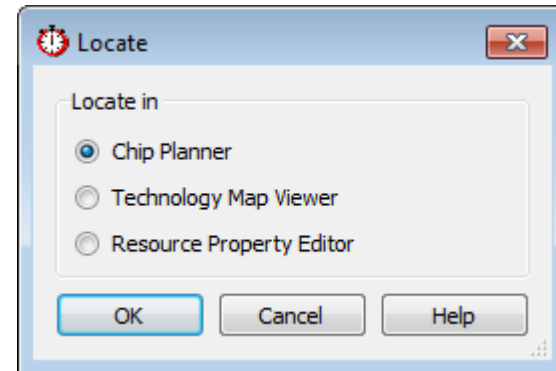 Locate
Locate in
Chip Planner
Technology Map Viewer
Resource Property Editor
OK Cancel Help